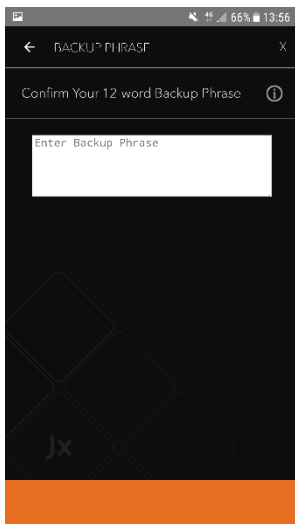 66% 13:56
BACKUP PHRASE X
Confirm Your 12-word Backup Phrase
Enter Backup Phrase
Jx